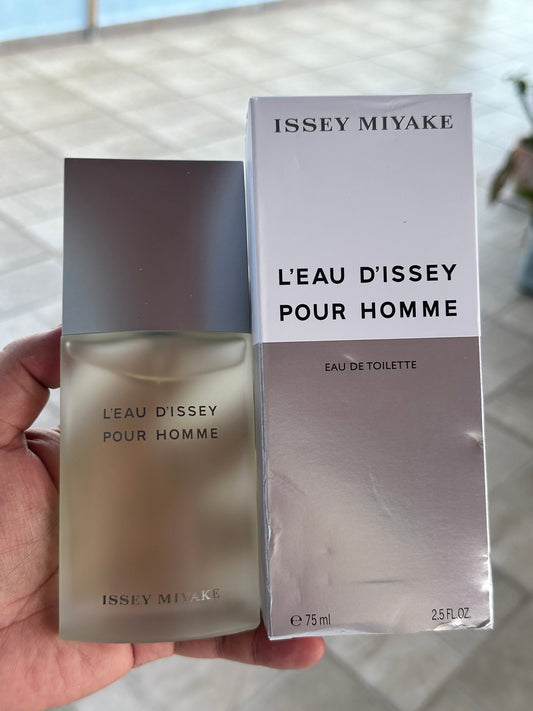 ISSEY MIYAKE
L'EAU D'ISSEY
POUR HOMME
EAU DE TOILETTE
℮ 75 ml 2.5 FL.OZ.
L'EAU D'ISSEY
POUR HOMME
ISSEY MIYAKE